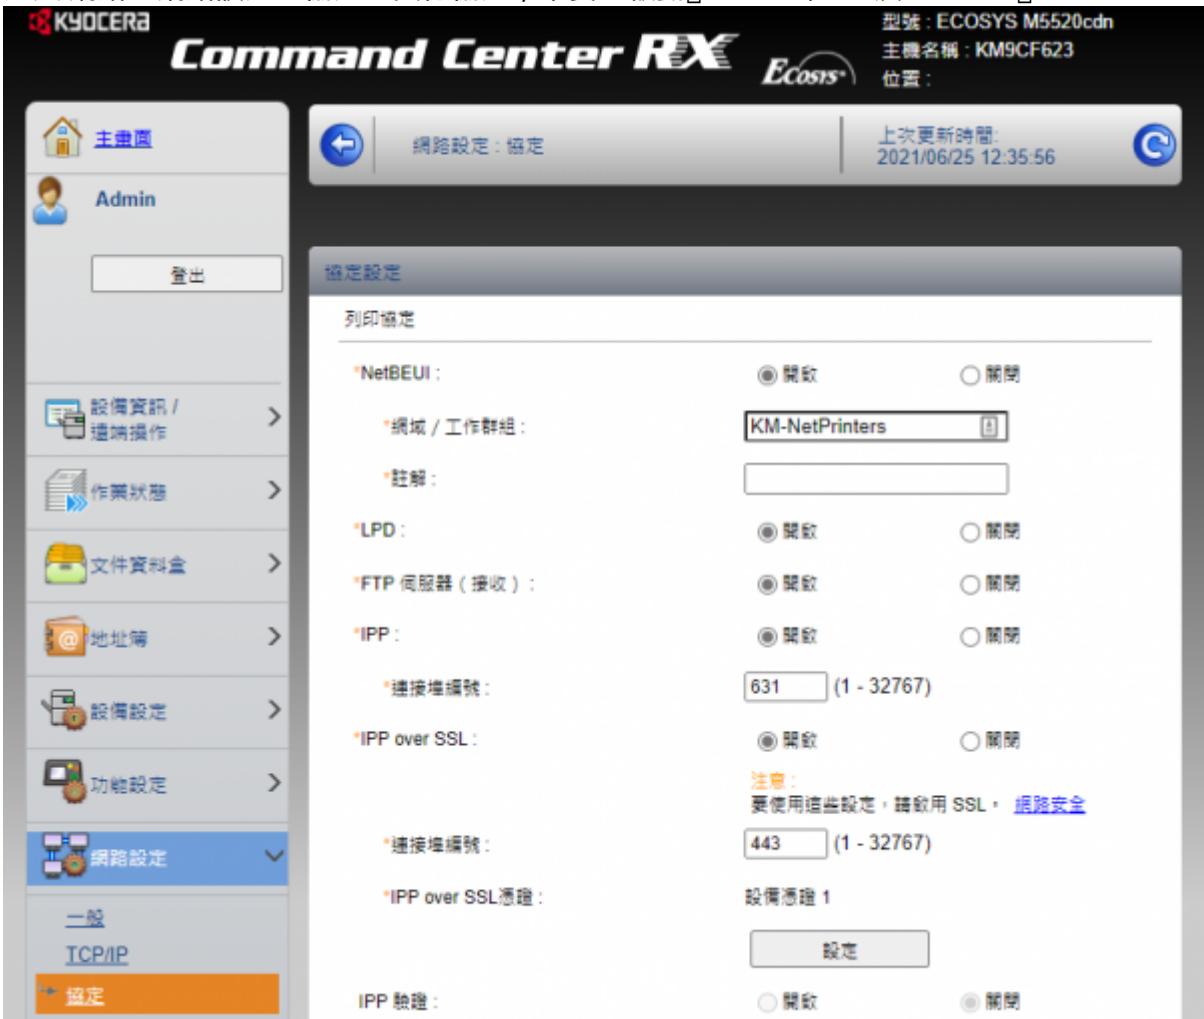 KYOCERA
Command Center RX
Ecosys
型號 : ECOSYS M5520cdn
主機名稱 : KM9CF623
位置 :
主畫面
Admin
登出
設備資訊 /
遠端操作
作業狀態
文件資料盒
地址簿
設備設定
功能設定
網路設定
一般
TCP/IP
協定
網路設定 : 協定
上次更新時間:
2021/06/25 12:35:56
協定設定
列印協定
*NetBEUI : 開啟 關閉
*網域 / 工作群組 : KM-NetPrinters
*註解 :
*LPD : 開啟 關閉
*FTP 伺服器 ( 接收 ) : 開啟 關閉
*IPP : 開啟 關閉
*連接埠編號 : 631 (1 - 32767)
*IPP over SSL : 開啟 關閉
注意 :
要使用這些設定，請啟用 SSL。 網路安全
*連接埠編號 : 443 (1 - 32767)
*IPP over SSL憑證 : 設備憑證 1
設定
IPP 驗證 : 開啟 關閉